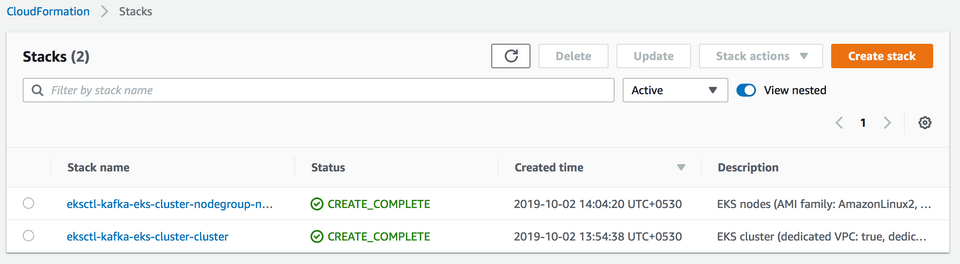 CloudFormation > Stacks
Stacks (2)
Delete
Update
Stack actions
Create stack
Filter by stack name
Active
View nested
1
Stack name Status Created time Description
eksctl-kafka-eks-cluster-nodegroup-n... CREATE_COMPLETE 2019-10-02 14:04:20 UTC+0530 EKS nodes (AMI family: AmazonLinux2, ...
eksctl-kafka-eks-cluster-cluster CREATE_COMPLETE 2019-10-02 13:54:38 UTC+0530 EKS cluster (dedicated VPC: true, dedic...